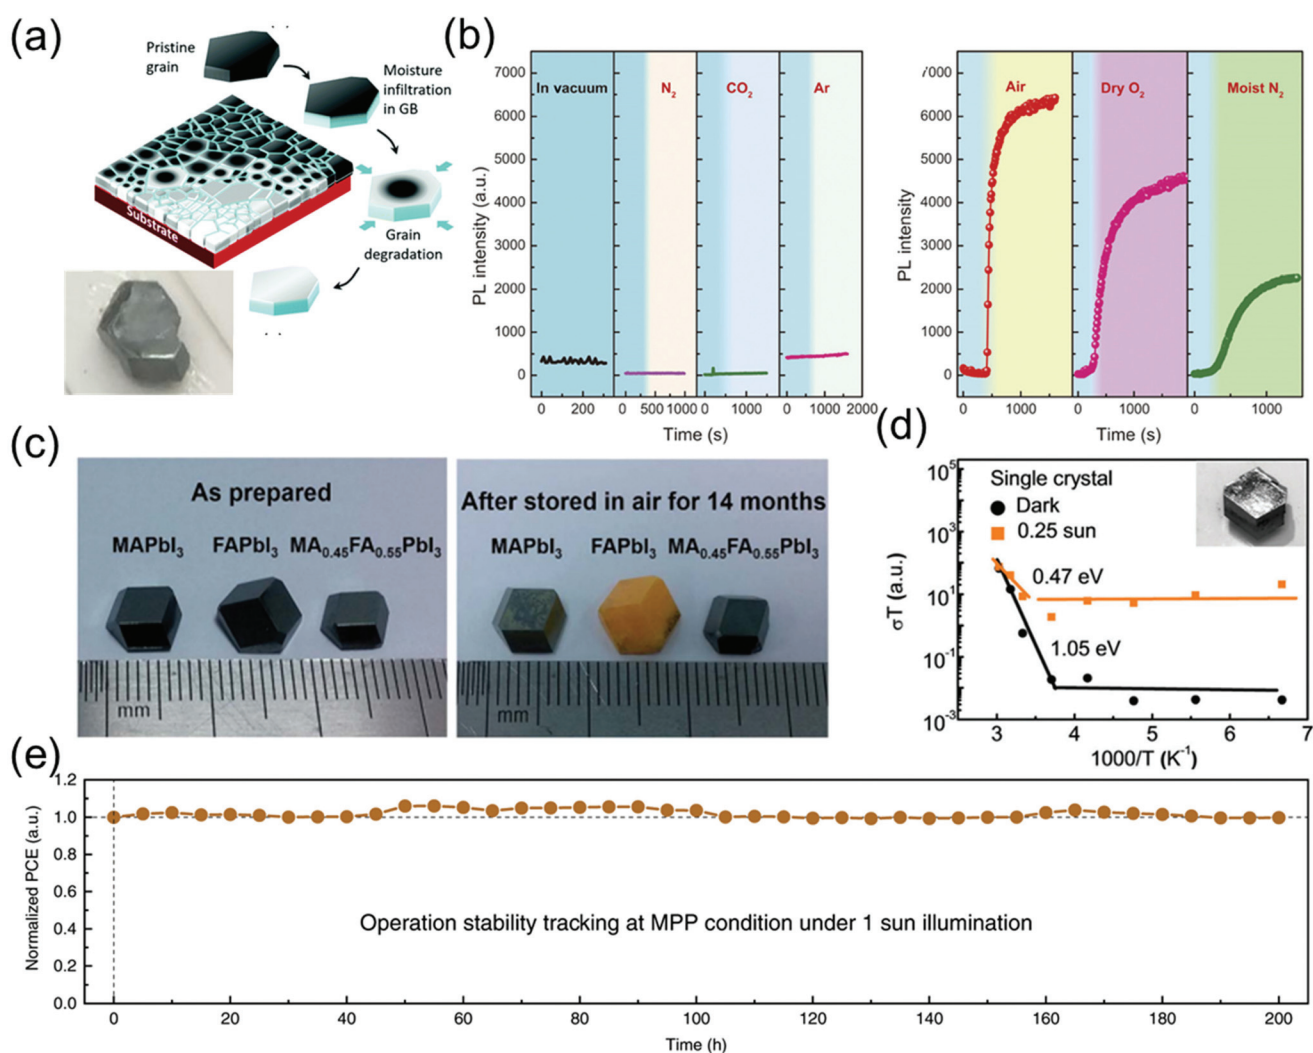 (a)
Pristine
grain
Moisture
infiltration
in GB
Substrate
Grain
degradation
(b)
7000
6000
5000
4000
3000
2000
1000
0
PL intensity (a.u.)
In vacuum
N₂
CO₂
Ar
0 200
0 500 1000
0 1000
0 1000 2000
Time (s)
7000
6000
5000
4000
3000
2000
1000
0
PL intensity
Air
Dry O₂
Moist N₂
0 1000
0 1000
0 1000
Time (s)
(c)
As prepared
MAPbI₃ FAPbI₃ MA₀.₄₅FA₀.₅₅PbI₃
mm
After stored in air for 14 months
MAPbI₃ FAPbI₃ MA₀.₄₅FA₀.₅₅PbI₃
mm
(d)
10⁵
10³
10¹
10⁻¹
10⁻³
σT (a.u.)
Single crystal
Dark
0.25 sun
0.47 eV
1.05 eV
3 4 5 6 7
1000/T (K⁻¹)
(e)
1.2
1.0
0.8
0.6
0.4
0.2
0.0
Normalized PCE (a.u.)
Operation stability tracking at MPP condition under 1 sun illumination
0 20 40 60 80 100 120 140 160 180 200
Time (h)